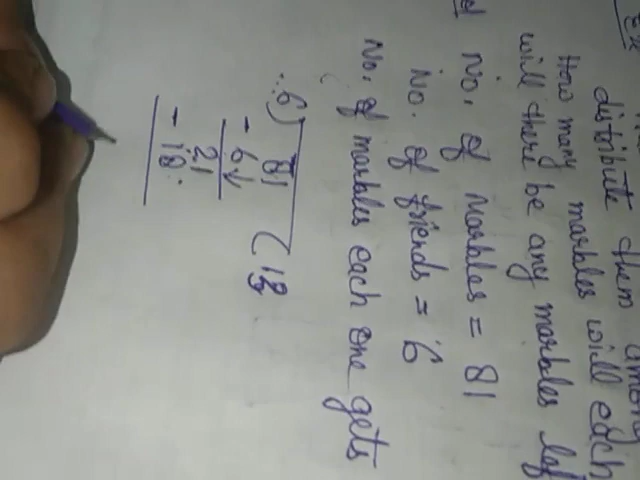 distribute them among
How many marbles will each
will there be any marbles lef
No. of Marbles = 81
No. of friends = 6
No. of marbles each one gets
∴ 6) 81 ( 13
- 6↓
21
- 18